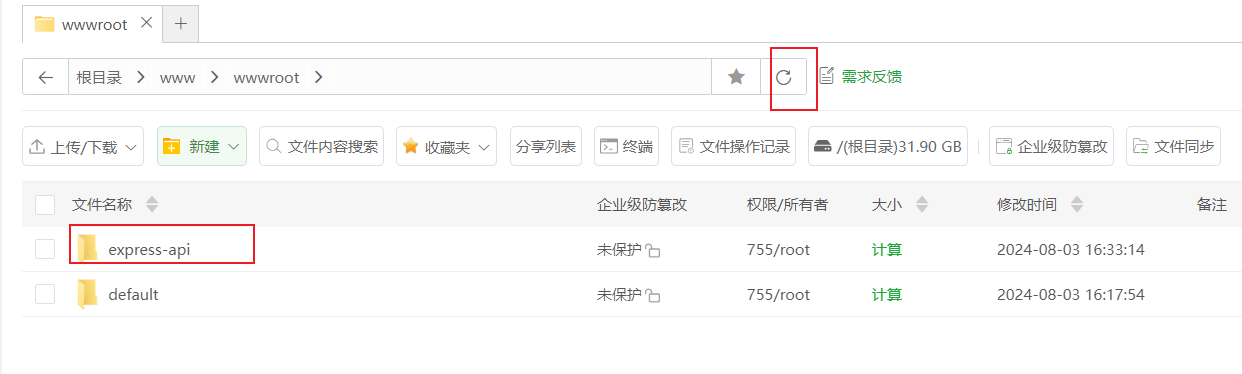 wwwroot
根目录 www wwwroot 需求反馈
上传/下载 新建 文件内容搜索 收藏夹 分享列表 终端 文件操作记录 /(根目录)31.90 GB 企业级防篡改 文件同步
文件名称 企业级防篡改 权限/所有者 大小 修改时间 备注
express-api 未保护 755/root 计算 2024-08-03 16:33:14
default 未保护 755/root 计算 2024-08-03 16:17:54